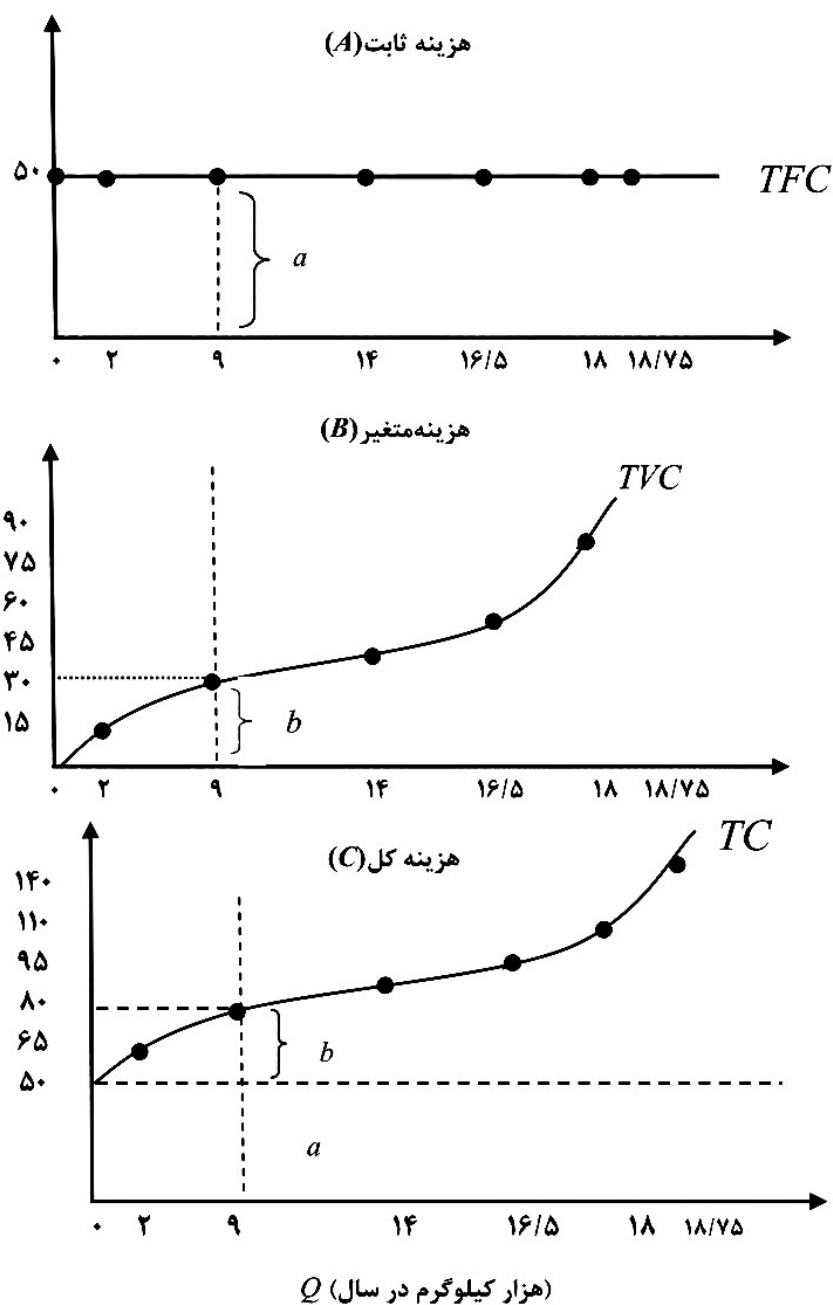 هزینه ثابت(A)
۵۰
TFC
a
۰ ۲ ۹ ۱۴ ۱۶/۵ ۱۸ ۱۸/۷۵
هزینه‌متغیر(B)
TVC
۹۰
۷۵
۶۰
۴۵
۳۰
۱۵
b
۰ ۲ ۹ ۱۴ ۱۶/۵ ۱۸ ۱۸/۷۵
هزینه کل(C)
TC
۱۴۰
۱۱۰
۹۵
۸۰
۶۵
۵۰
b
a
۰ ۲ ۹ ۱۴ ۱۶/۵ ۱۸ ۱۸/۷۵
(هزار کیلوگرم در سال) Q